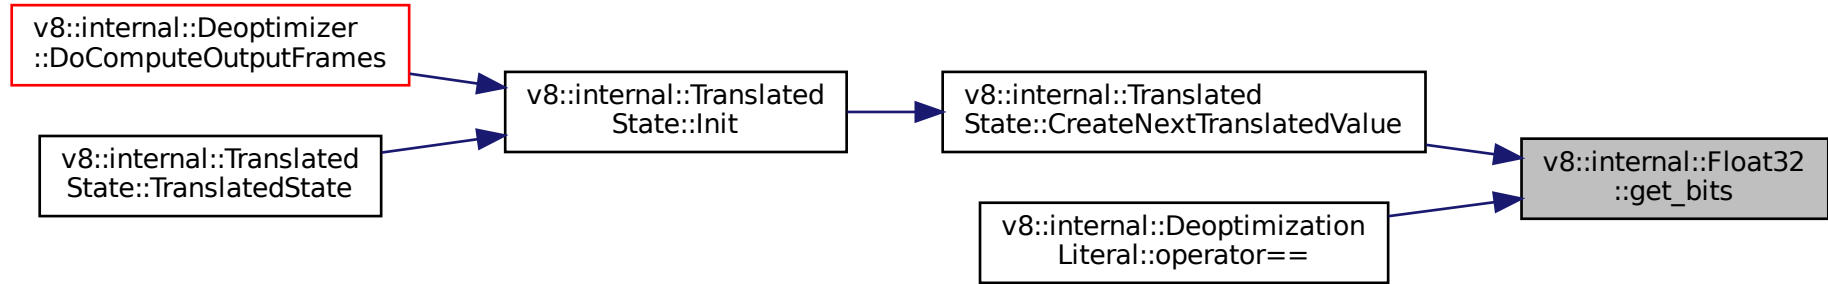 v8::internal::Deoptimizer
::DoComputeOutputFrames
v8::internal::Translated
State::TranslatedState
v8::internal::Translated
State::Init
v8::internal::Translated
State::CreateNextTranslatedValue
v8::internal::Deoptimization
Literal::operator==
v8::internal::Float32
::get_bits